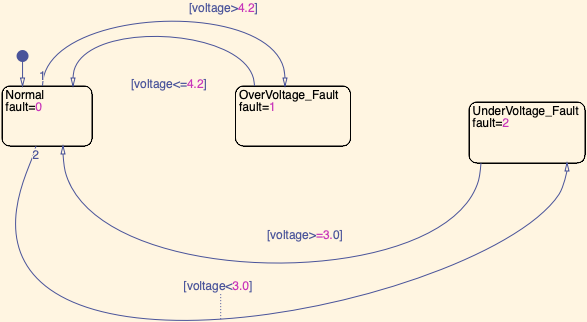 [voltage>4.2]
1
[voltage<=4.2]
Normal
fault=0
OverVoltage_Fault
fault=1
UnderVoltage_Fault
fault=2
2
[voltage>=3.0]
[voltage<3.0]